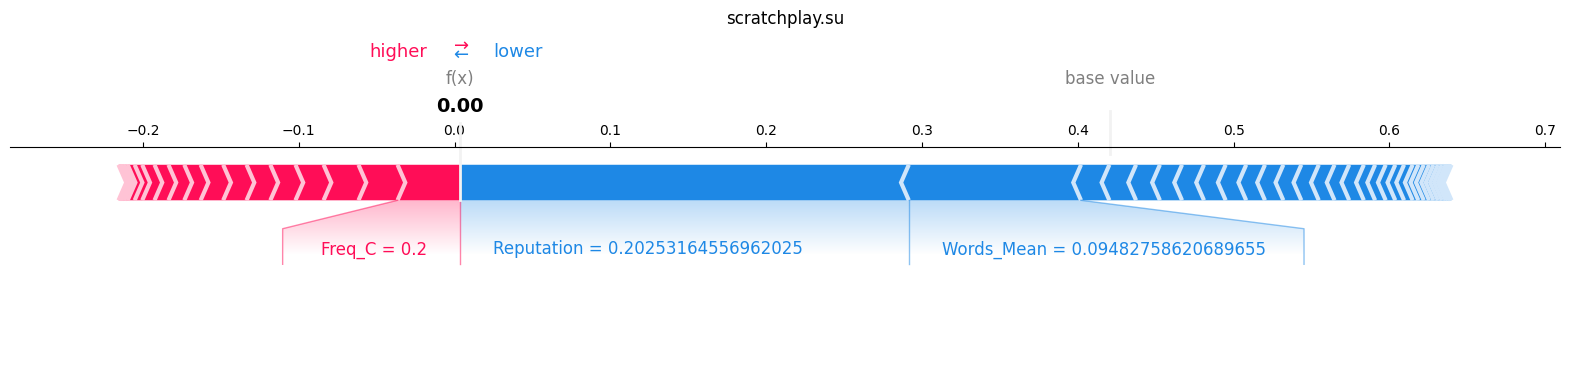 scratchplay.su
higher ⇄ lower
f(x) base value
0.00
−0.2 −0.1 0.0 0.1 0.2 0.3 0.4 0.5 0.6 0.7
Freq_C = 0.2 Reputation = 0.20253164556962025 Words_Mean = 0.09482758620689655